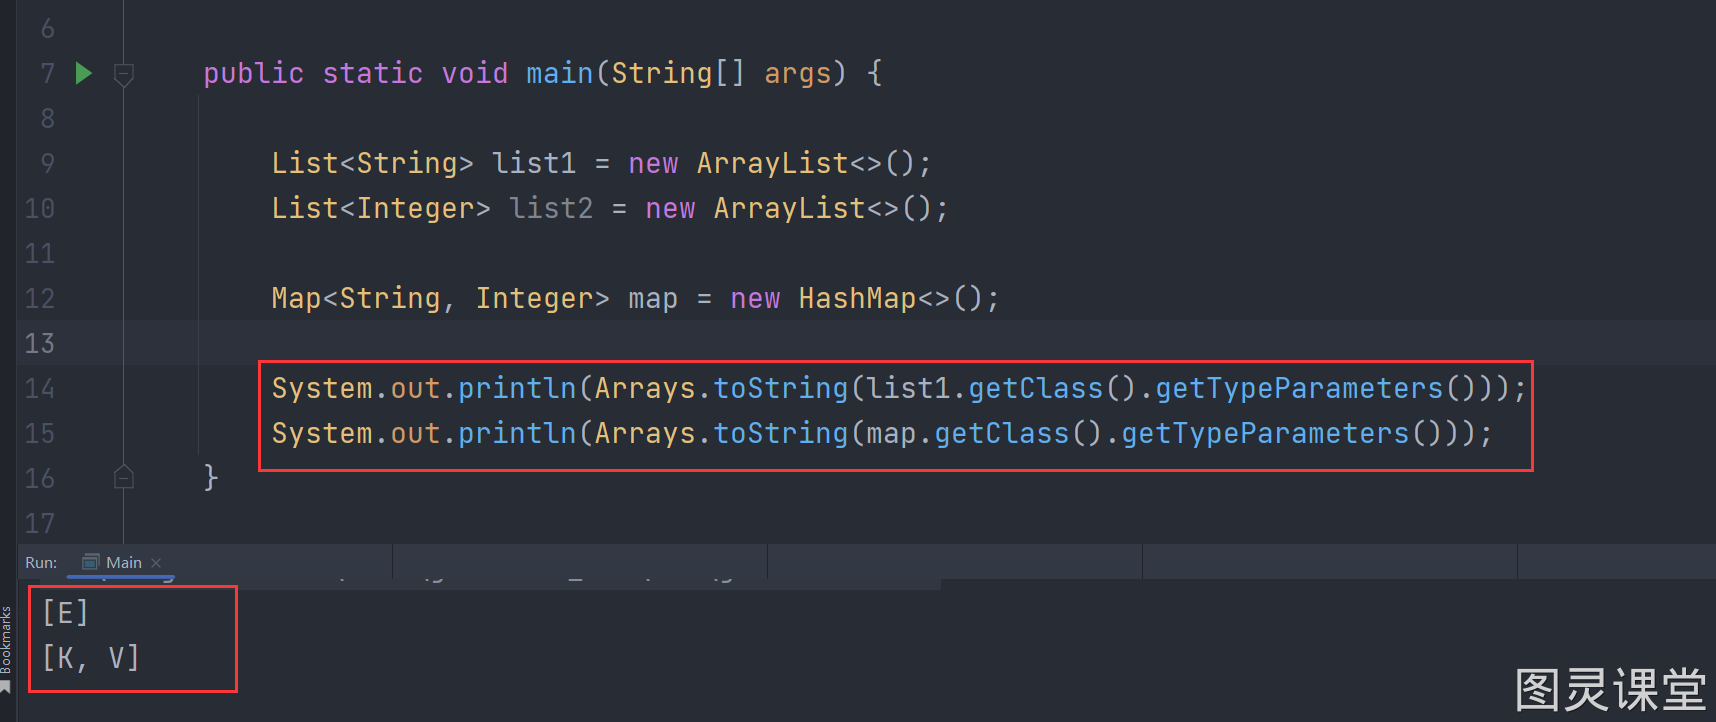 6
7 public static void main(String[] args) {
8
9 List<String> list1 = new ArrayList<>();
10 List<Integer> list2 = new ArrayList<>();
11
12 Map<String, Integer> map = new HashMap<>();
13
14 System.out.println(Arrays.toString(list1.getClass().getTypeParameters()));
15 System.out.println(Arrays.toString(map.getClass().getTypeParameters()));
16 }
17
Run: Main ×
[E]
[K, V]
Bookmarks
图灵课堂